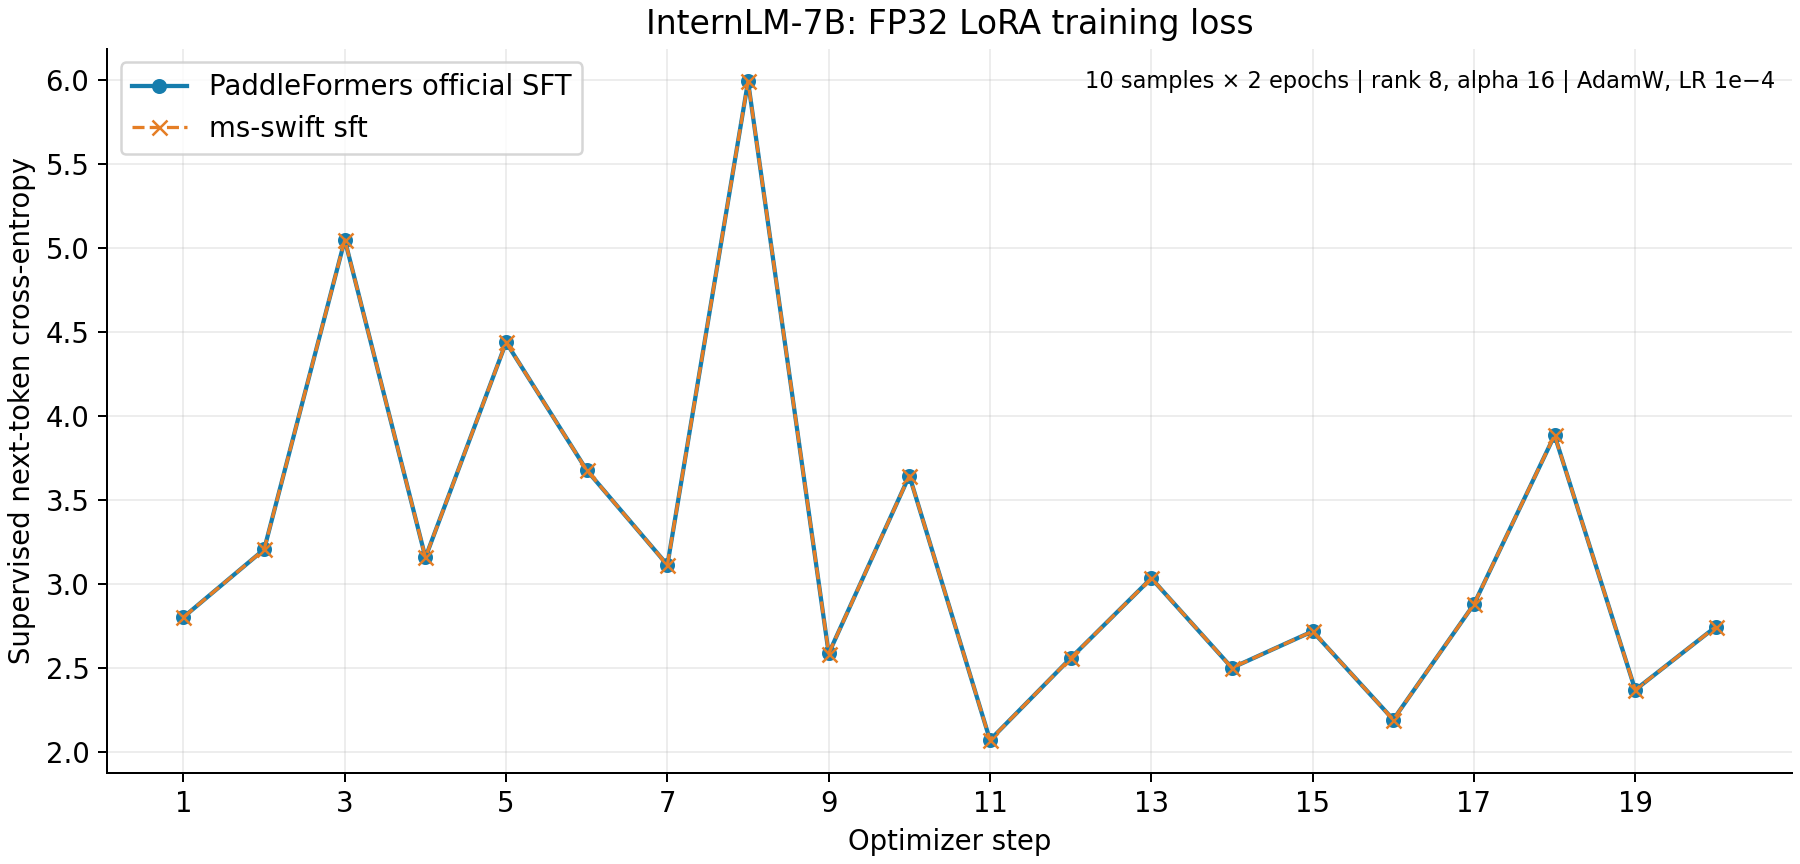 InternLM-7B: FP32 LoRA training loss
PaddleFormers official SFT
ms-swift sft
10 samples × 2 epochs | rank 8, alpha 16 | AdamW, LR 1e−4
Supervised next-token cross-entropy
6.0
5.5
5.0
4.5
4.0
3.5
3.0
2.5
2.0
1 3 5 7 9 11 13 15 17 19
Optimizer step